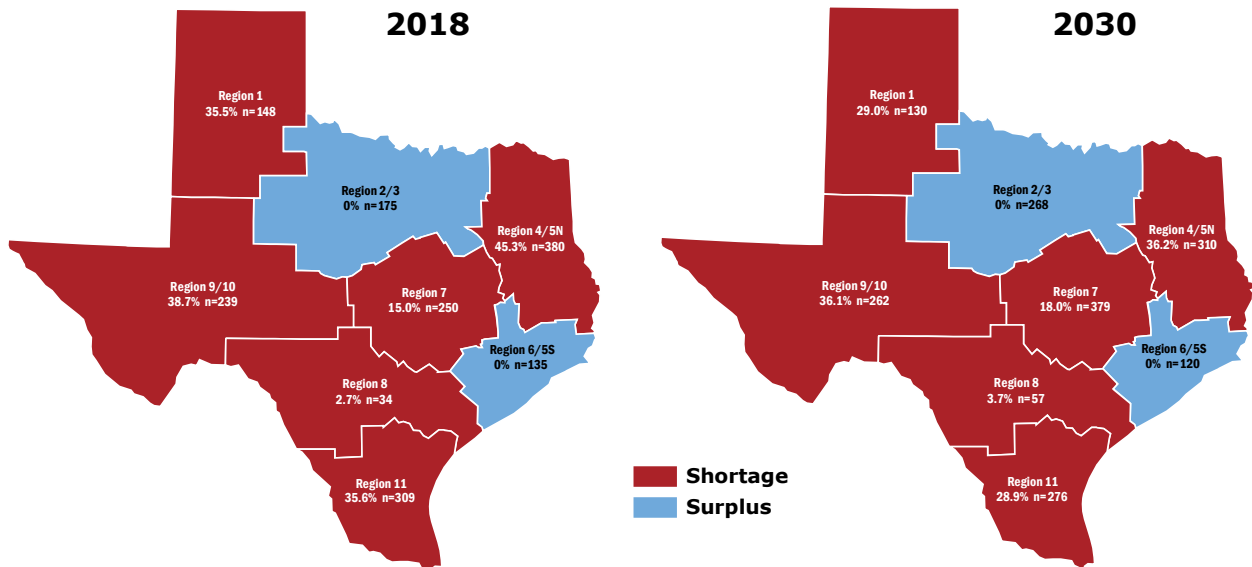 2018
Region 1
35.5% n=148
Region 2/3
0% n=175
Region 4/5N
45.3% n=380
Region 9/10
38.7% n=239
Region 7
15.0% n=250
Region 6/5S
0% n=135
Region 8
2.7% n=34
Region 11
35.6% n=309
2030
Region 1
29.0% n=130
Region 2/3
0% n=268
Region 4/5N
36.2% n=310
Region 9/10
36.1% n=262
Region 7
18.0% n=379
Region 6/5S
0% n=120
Region 8
3.7% n=57
Region 11
28.9% n=276
Shortage
Surplus